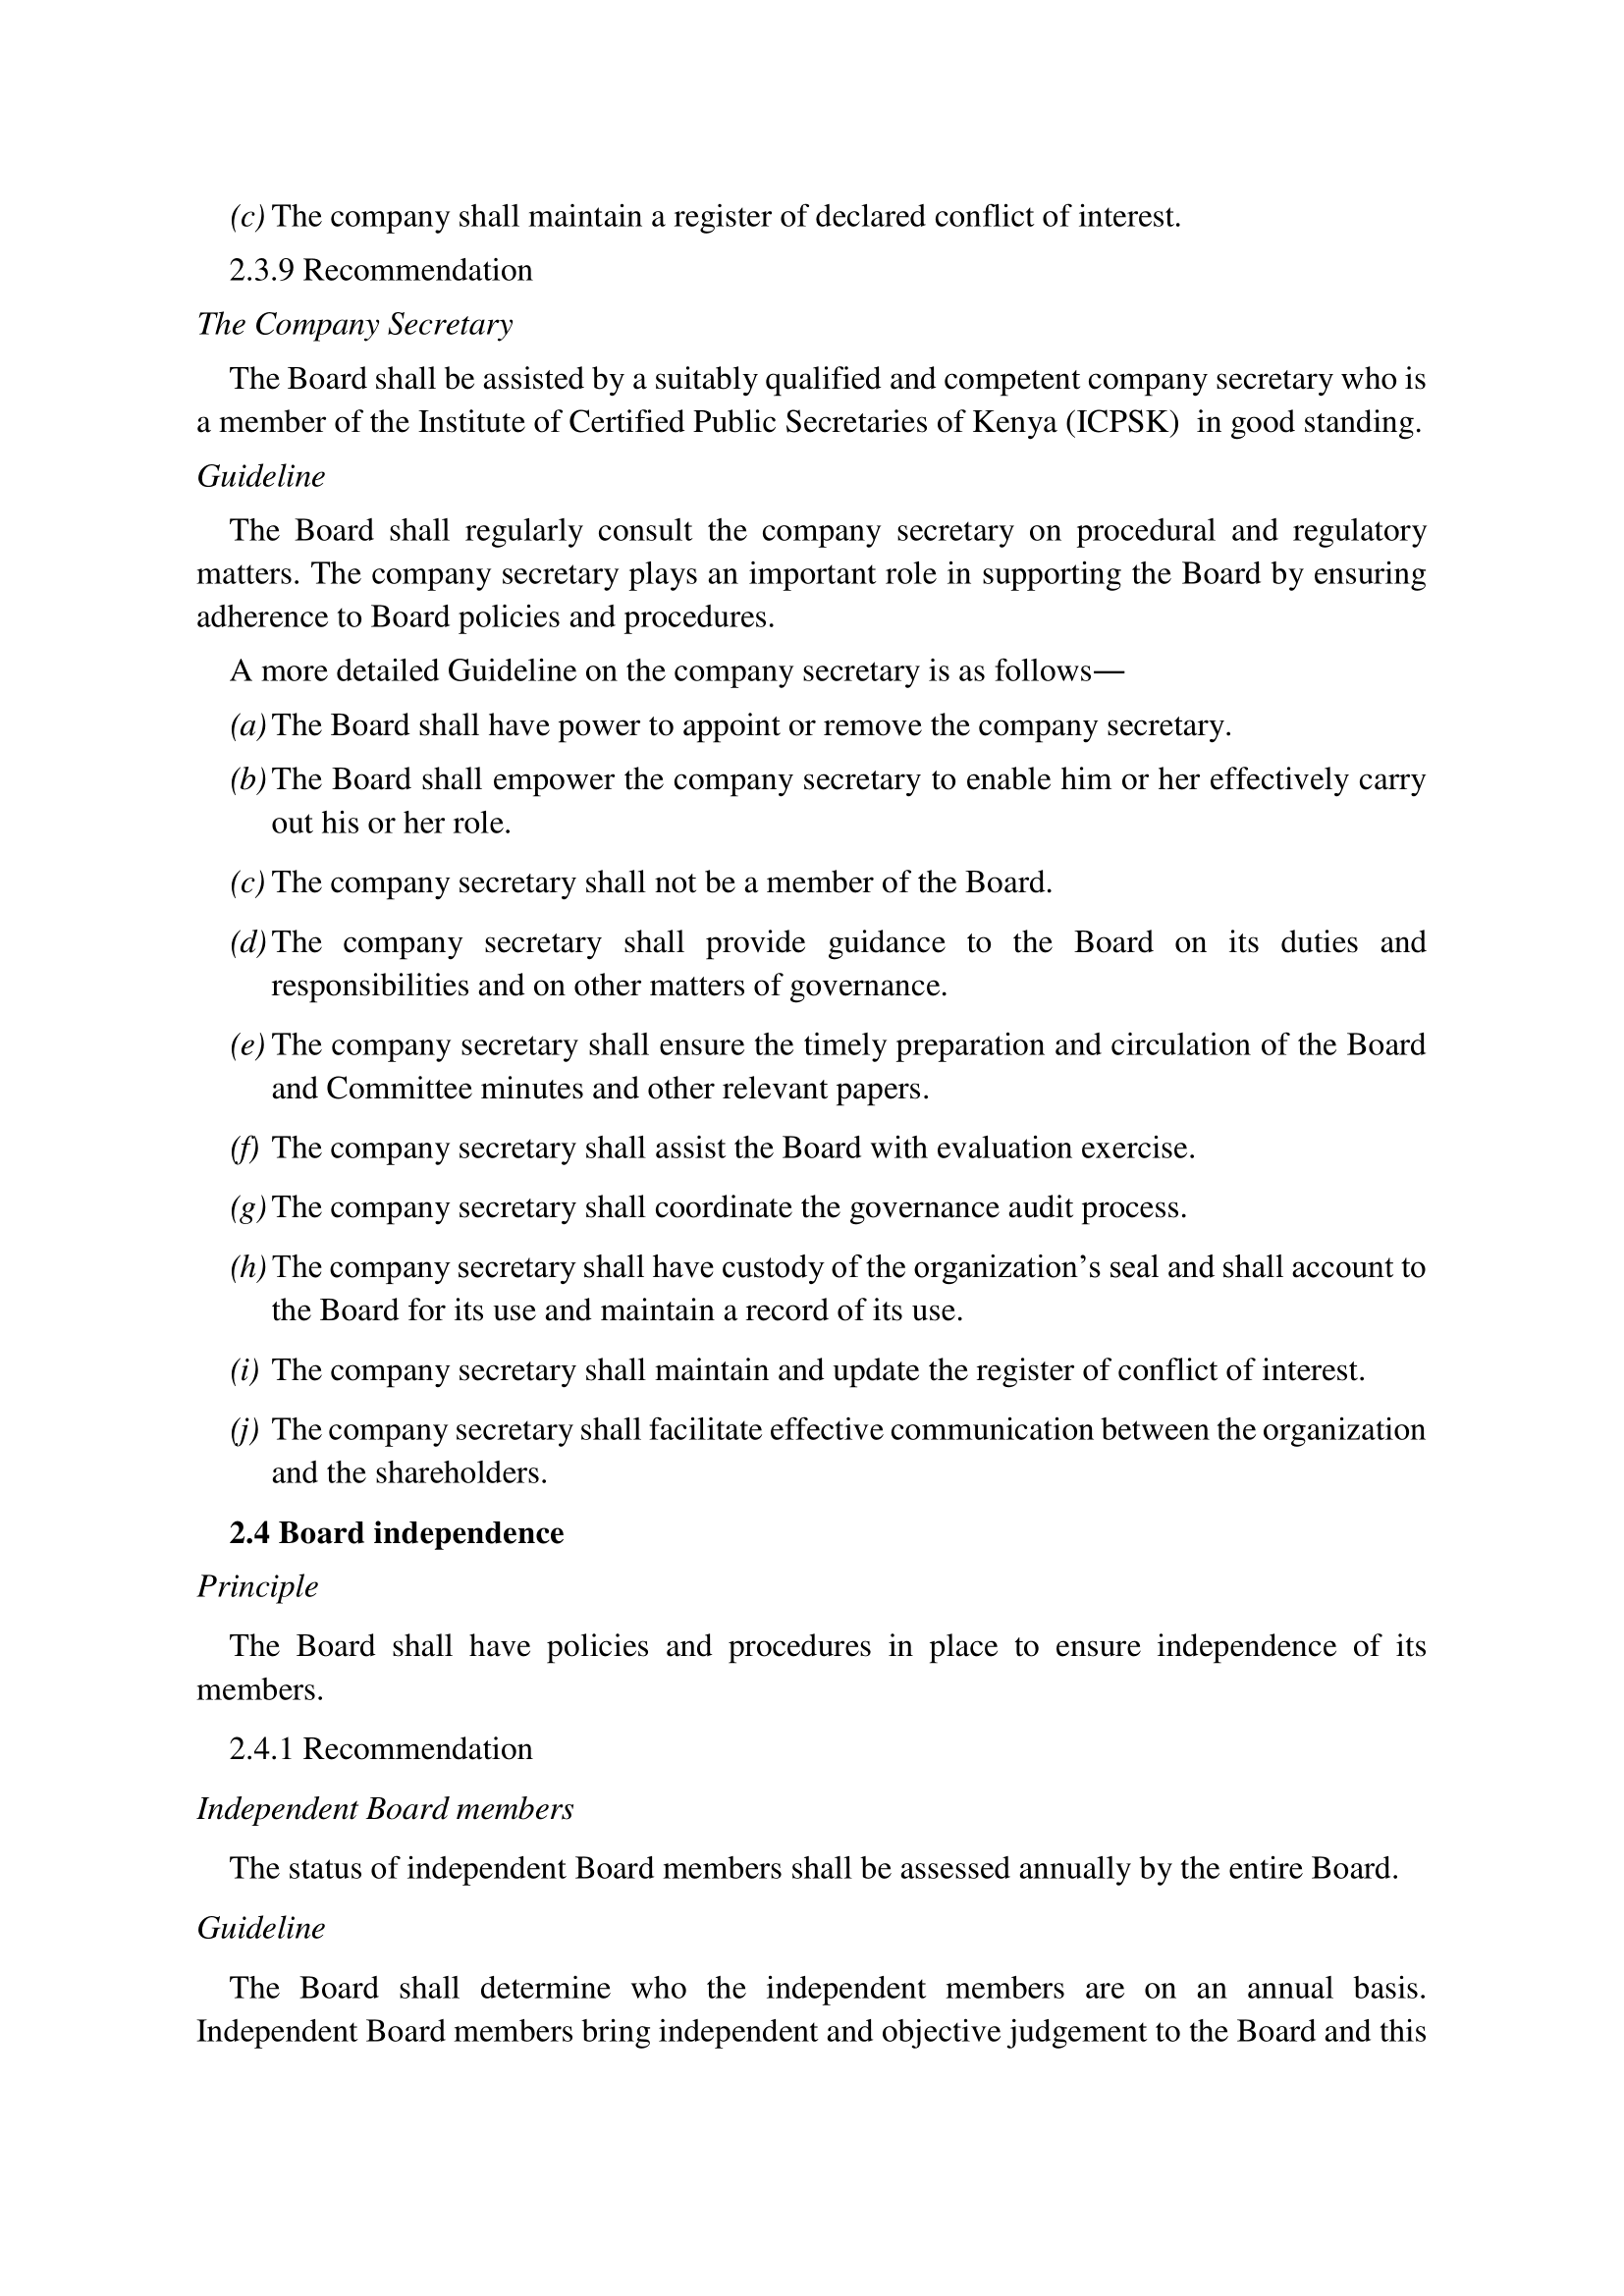 (c) The company shall maintain a register of declared conflict of interest.
2.3.9 Recommendation
The Company Secretary
The Board shall be assisted by a suitably qualified and competent company secretary who is
a member of the Institute of Certified Public Secretaries of Kenya (ICPSK)  in good standing.
Guideline
The Board shall regularly consult the company secretary on procedural and regulatory
matters. The company secretary plays an important role in supporting the Board by ensuring
adherence to Board policies and procedures.
A more detailed Guideline on the company secretary is as follows—
(a) The Board shall have power to appoint or remove the company secretary.
(b) The Board shall empower the company secretary to enable him or her effectively carry
out his or her role.
(c) The company secretary shall not be a member of the Board.
(d) The company secretary shall provide guidance to the Board on its duties and
responsibilities and on other matters of governance.
(e) The company secretary shall ensure the timely preparation and circulation of the Board
and Committee minutes and other relevant papers.
(f) The company secretary shall assist the Board with evaluation exercise.
(g) The company secretary shall coordinate the governance audit process.
(h) The company secretary shall have custody of the organization’s seal and shall account to
the Board for its use and maintain a record of its use.
(i) The company secretary shall maintain and update the register of conflict of interest.
(j) The company secretary shall facilitate effective communication between the organization
and the shareholders.
2.4 Board independence
Principle
The Board shall have policies and procedures in place to ensure independence of its
members.
2.4.1 Recommendation
Independent Board members
The status of independent Board members shall be assessed annually by the entire Board.
Guideline
The Board shall determine who the independent members are on an annual basis.
Independent Board members bring independent and objective judgement to the Board and this